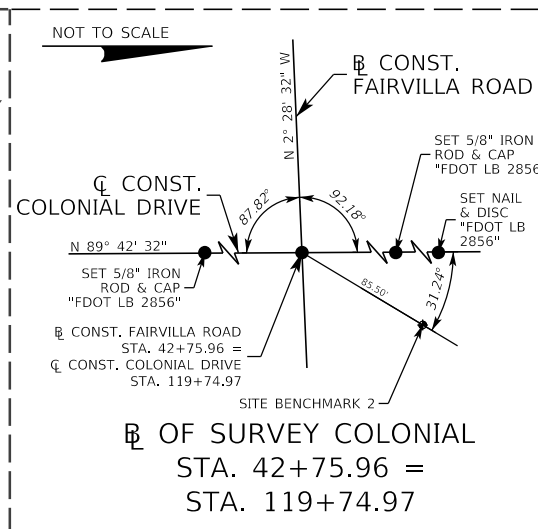 NOT TO SCALE
N 2° 28' 32" W
B̵L CONST.
FAIRVILLA ROAD
SET 5/8" IRON
ROD & CAP
"FDOT LB 2856"
℄ CONST.
COLONIAL DRIVE
87.82°
92.18°
SET NAIL
& DISC
"FDOT LB
2856"
N 89° 42' 32"
SET 5/8" IRON
ROD & CAP
"FDOT LB 2856"
85.50'
31.24°
BL CONST. FAIRVILLA ROAD
STA. 42+75.96 =
℄ CONST. COLONIAL DRIVE
STA. 119+74.97
SITE BENCHMARK 2
BL OF SURVEY COLONIAL
STA. 42+75.96 =
STA. 119+74.97